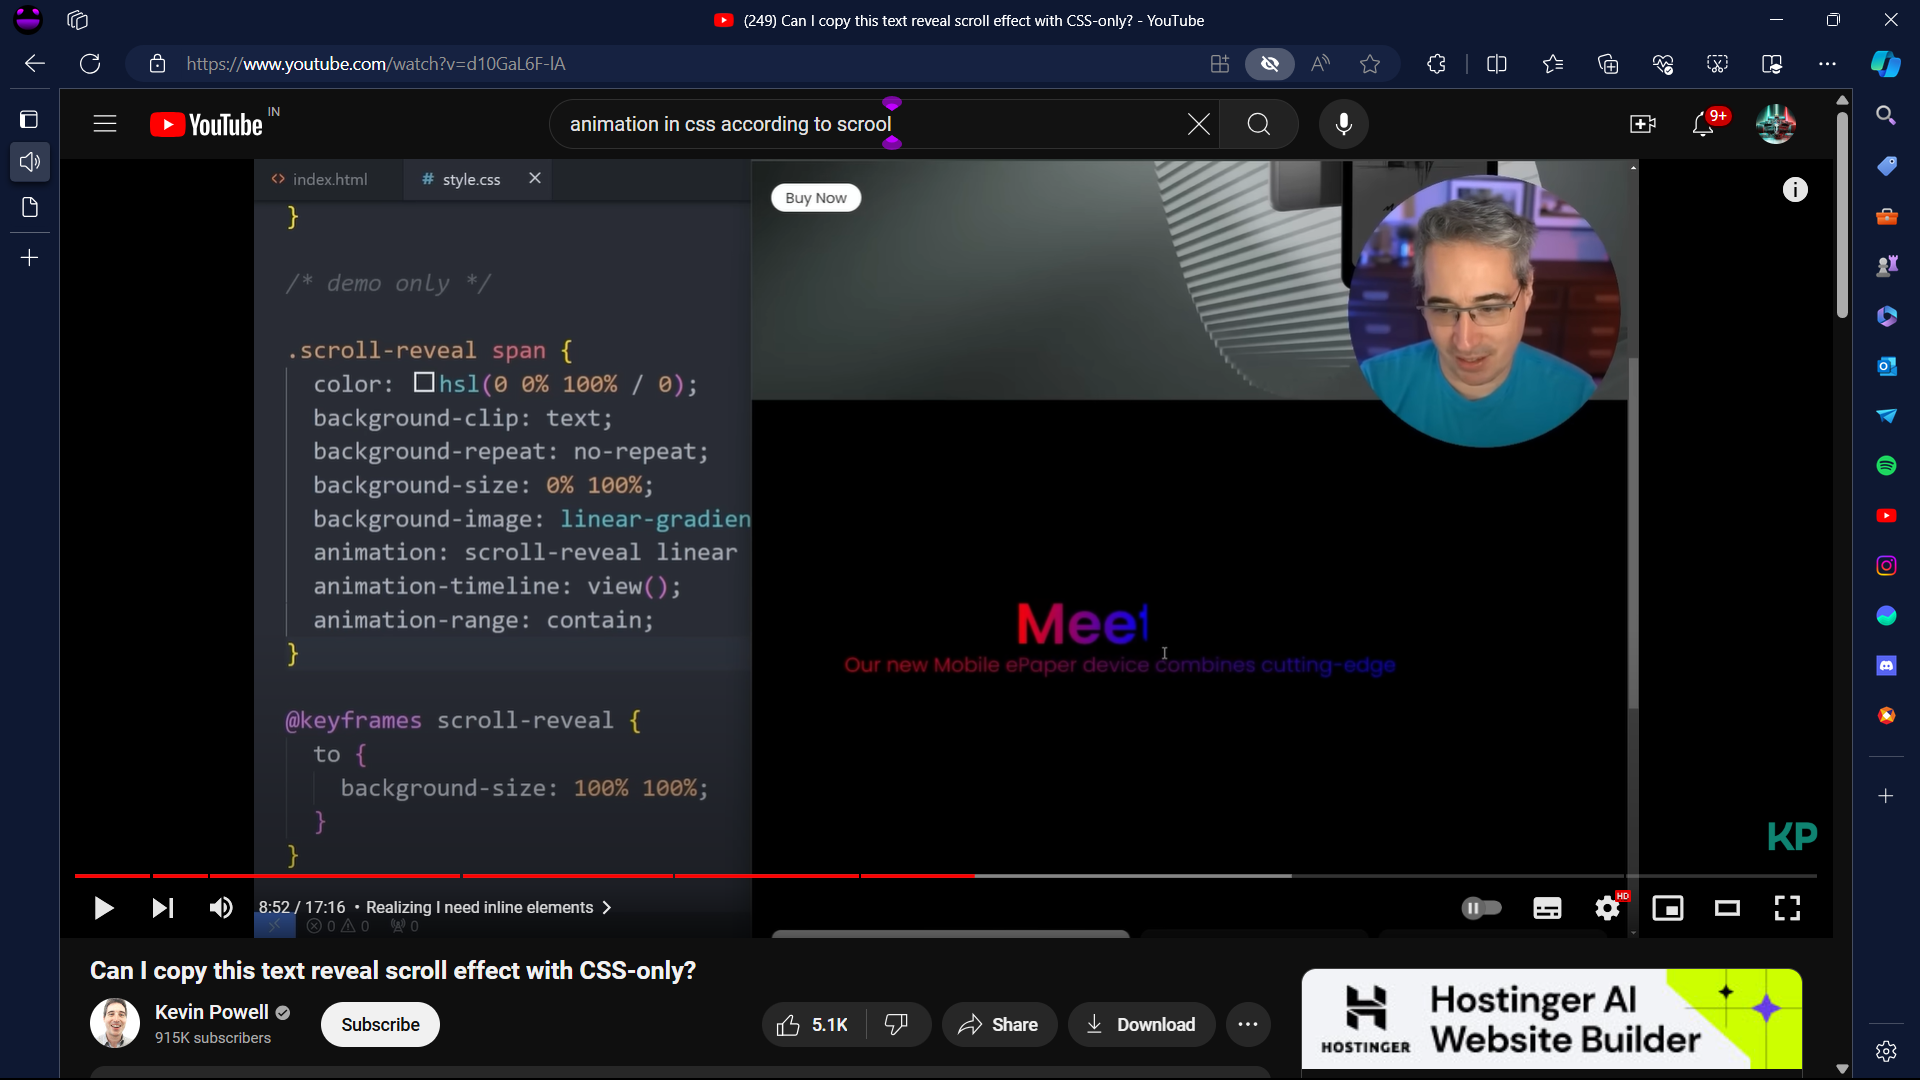 (249) Can I copy this text reveal scroll effect with CSS-only? - YouTube
https://www.youtube.com/watch?v=d10GaL6F-lA
YouTube IN
animation in css according to scrool
9+
<> index.html
# style.css
Buy Now
}
/* demo only */
.scroll-reveal span {
color: hsl(0 0% 100% / 0);
background-clip: text;
background-repeat: no-repeat;
background-size: 0% 100%;
background-image: linear-gradien
animation: scroll-reveal linear
animation-timeline: view();
animation-range: contain;
}
@keyframes scroll-reveal {
to {
background-size: 100% 100%;
}
}
Meet
Our new Mobile ePaper device combines cutting-edge
KP
8:52 / 17:16 • Realizing I need inline elements
HD
0 0 0
Can I copy this text reveal scroll effect with CSS-only?
Kevin Powell
915K subscribers
Subscribe
5.1K
Share
Download
HOSTINGER
Hostinger AI
Website Builder